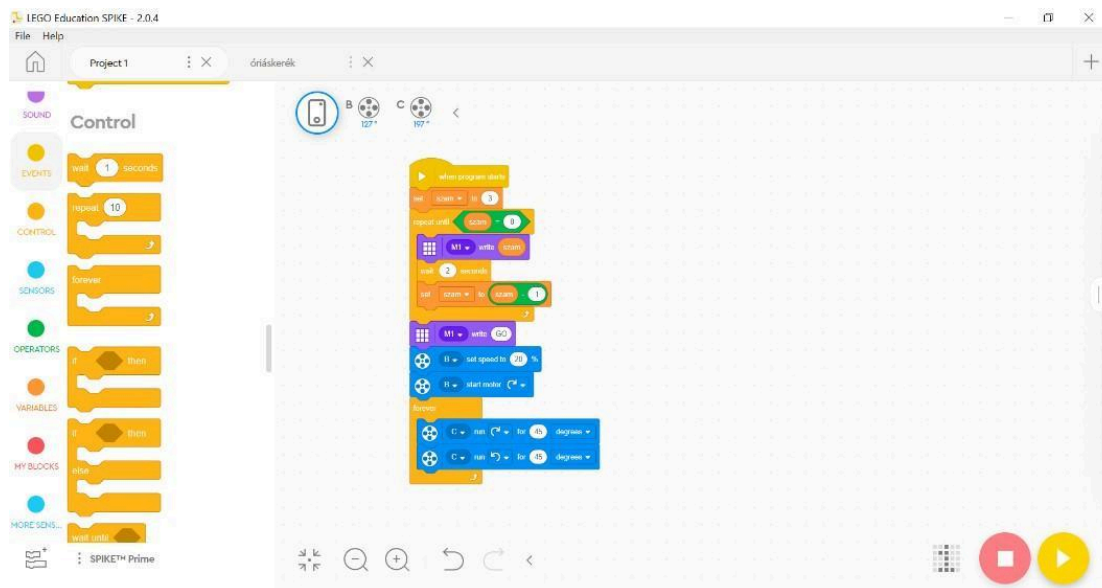 LEGO Education SPIKE - 2.0.4
File Help
Project 1
óriáskerék
SOUND
EVENTS
CONTROL
SENSORS
OPERATORS
VARIABLES
MY BLOCKS
MORE SENS...
Control
wait 1 seconds
repeat 10
forever
if then
if then
else
wait until
B 127°
C 197°
when program starts
set szam to 3
repeat until szam = 0
M1 write szam
wait 2 seconds
set szam to szam - 1
M1 write GO
B set speed to 20 %
B start motor
forever
C run for 45 degrees
C run for 45 degrees
SPIKE™ Prime